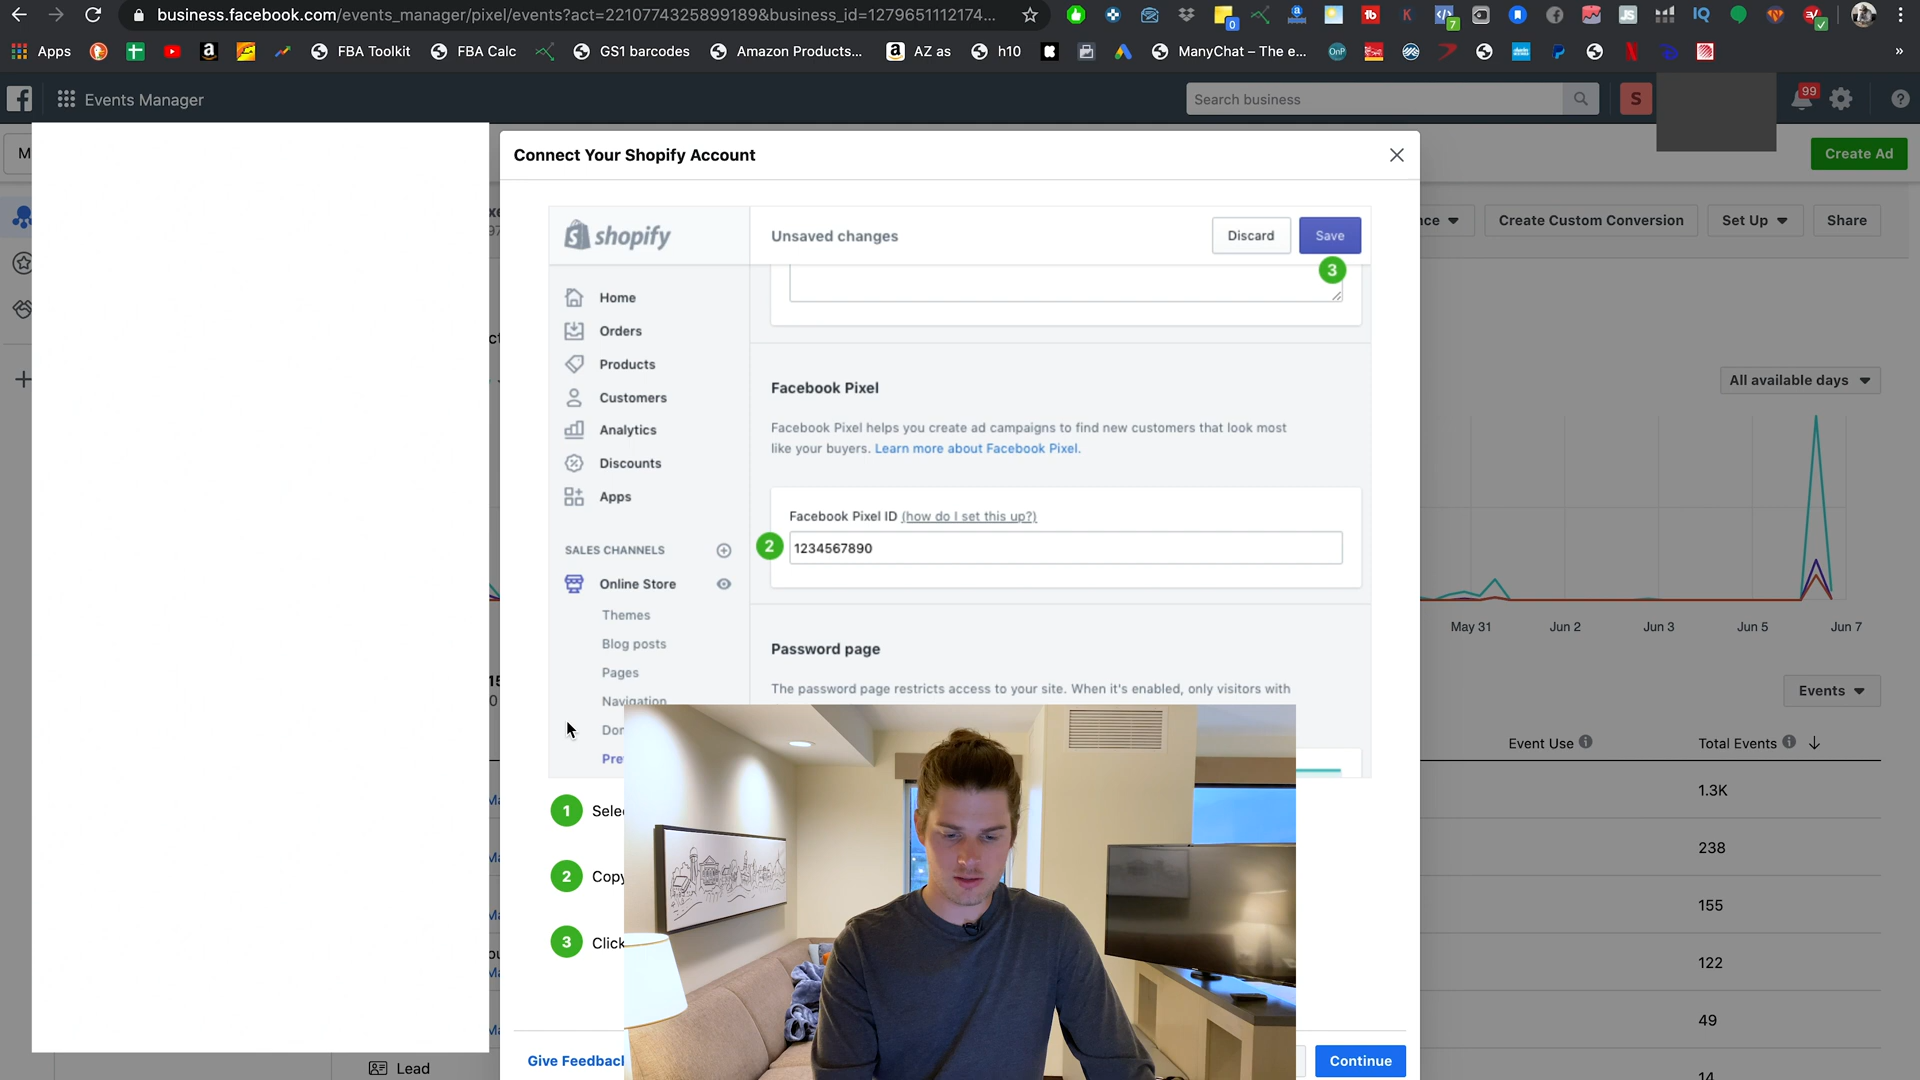 business.facebook.com/events_manager/pixel/events?act=2210774325899189&business_id=1279651112174...
Apps
FBA Toolkit
FBA Calc
GS1 barcodes
Amazon Products...
AZ as
h10
ManyChat – The e...
»
Events Manager
Search business
S
99
Create Ad
Connect Your Shopify Account
shopify
Unsaved changes
Discard
Save
3
Create Custom Conversion
Set Up
Share
Home
Orders
Products
Customers
Analytics
Discounts
Apps
SALES CHANNELS
Online Store
Themes
Blog posts
Pages
Navigation
Facebook Pixel
Facebook Pixel helps you create ad campaigns to find new customers that look most
like your buyers. Learn more about Facebook Pixel.
Facebook Pixel ID (how do I set this up?)
2
1234567890
Password page
The password page restricts access to your site. When it's enabled, only visitors with
All available days
May 31
Jun 2
Jun 3
Jun 5
Jun 7
Events
Event Use
Total Events
1.3K
238
155
122
49
14
1
2
Copy
3
Click
Give Feedback
Continue
Lead